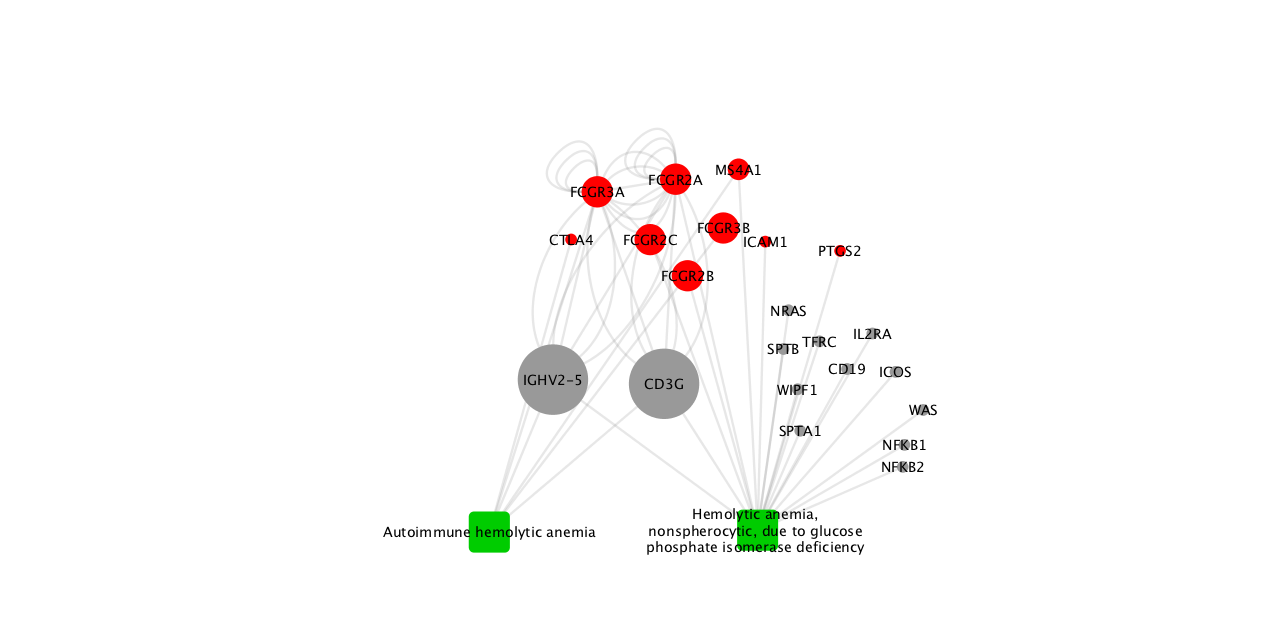 MS4A1
FCGR2A
FCGR3A
FCGR3B
CTLA4
FCGR2C
ICAM1
PTGS2
FCGR2B
NRAS
IL2RA
TFRC
SPTB
CD19
ICOS
IGHV2-5
CD3G
WIPF1
WAS
SPTA1
NFKB1
NFKB2
Autoimmune hemolytic anemia
Hemolytic anemia,
nonspherocytic, due to glucose
phosphate isomerase deficiency